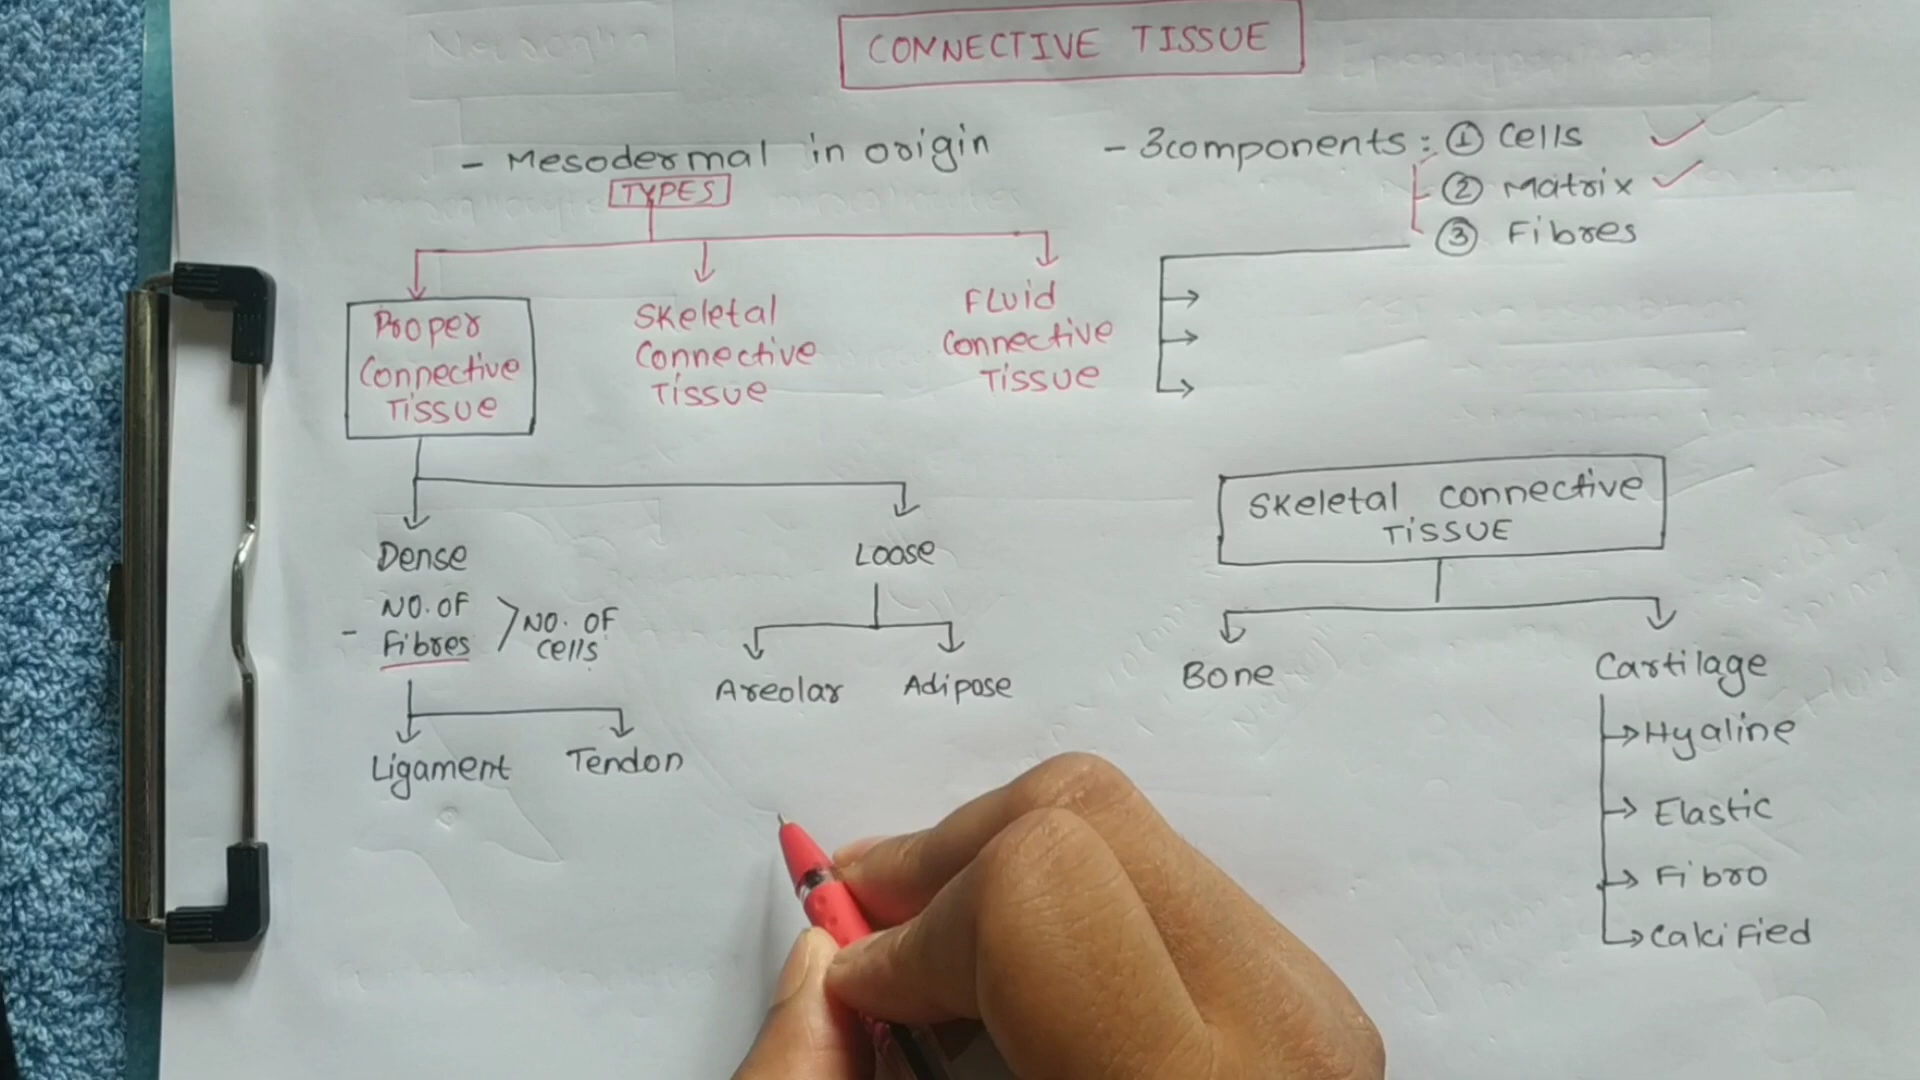 CONNECTIVE TISSUE
- Mesodermal in origin
- 3components : ① Cells
② Matrix
③ Fibres
TYPES
Proper
Connective
Tissue
Skeletal
Connective
Tissue
Fluid
Connective
Tissue
Dense
- NO. OF
Fibres > NO. OF
cells
Ligament
Tendon
Loose
Areolar
Adipose
Skeletal connective
TiSSUE
Bone
Cartilage
Hyaline
Elastic
Fibro
Calcified